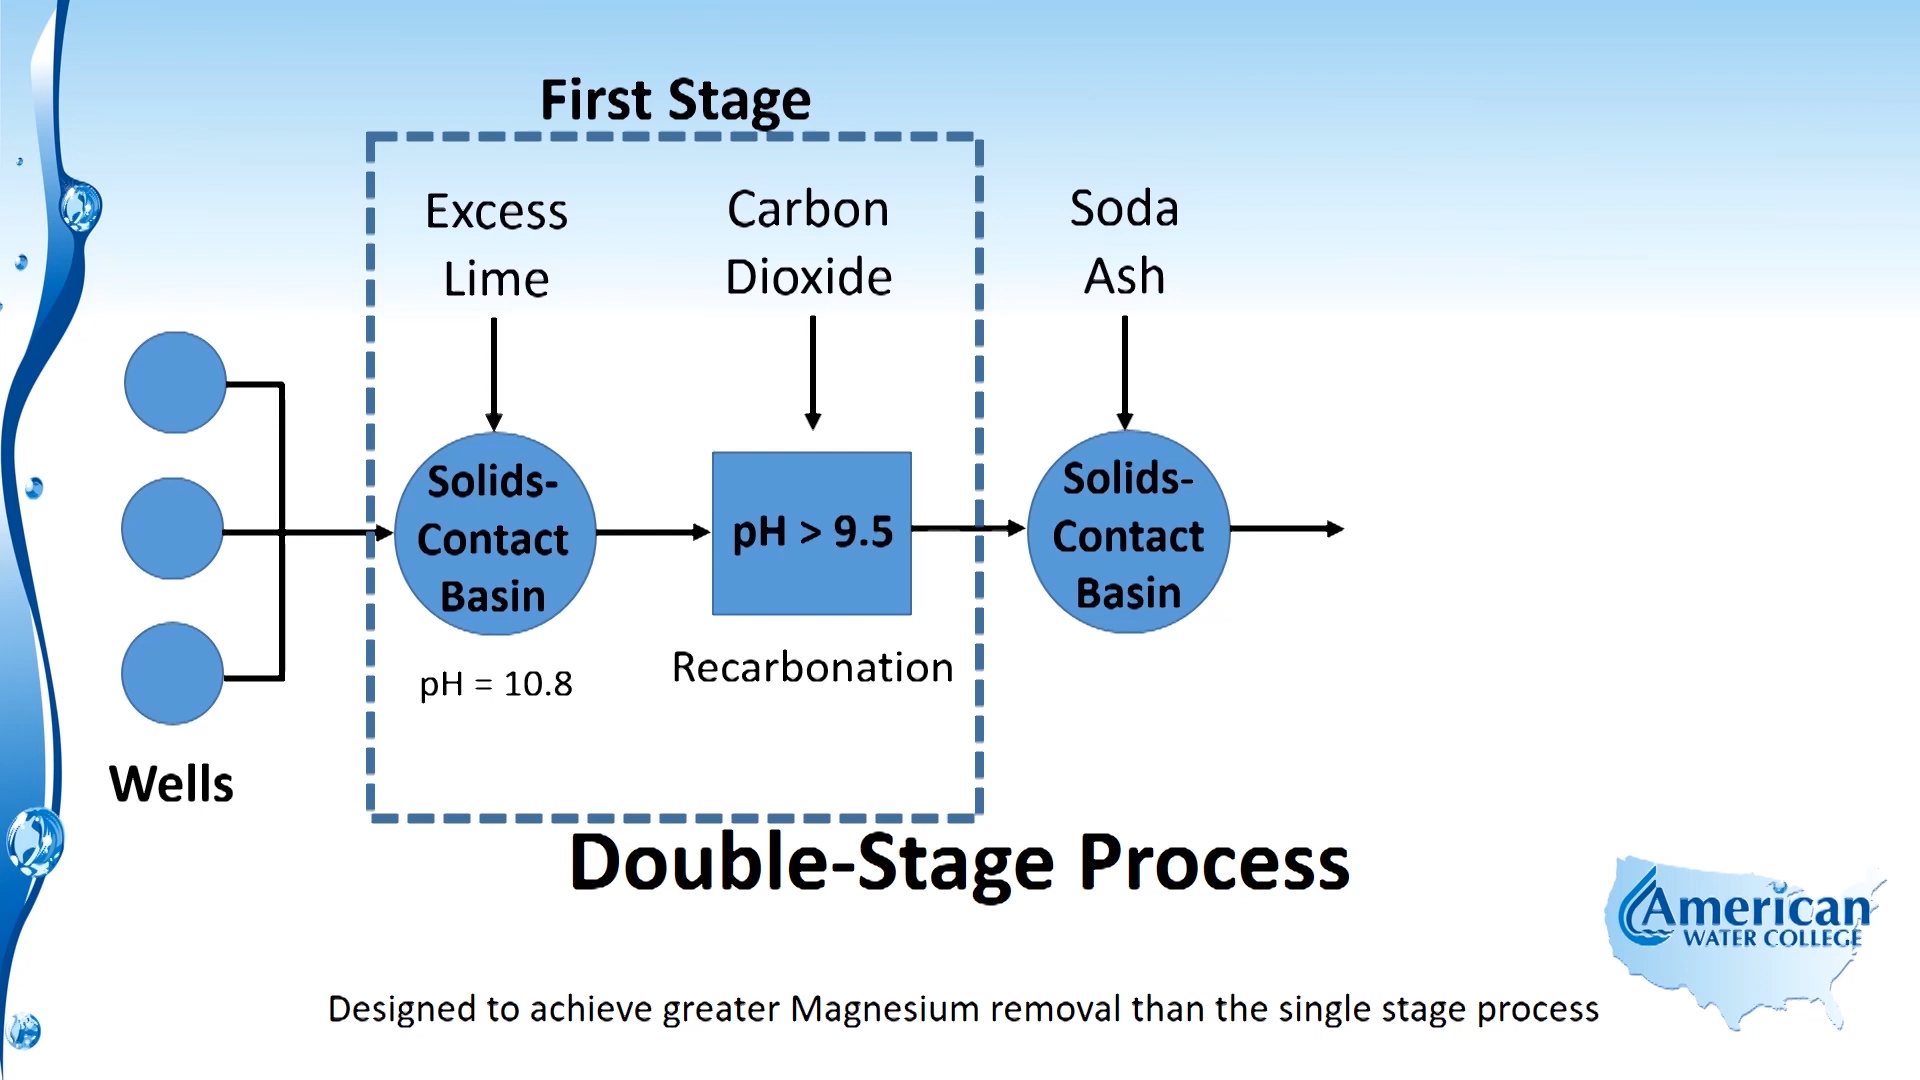 First Stage
Excess
Lime
Carbon
Dioxide
Soda
Ash
Solids-
Contact
Basin
pH > 9.5
Solids-
Contact
Basin
pH = 10.8
Recarbonation
Wells
Double-Stage Process
American
WATER COLLEGE
Designed to achieve greater Magnesium removal than the single stage process